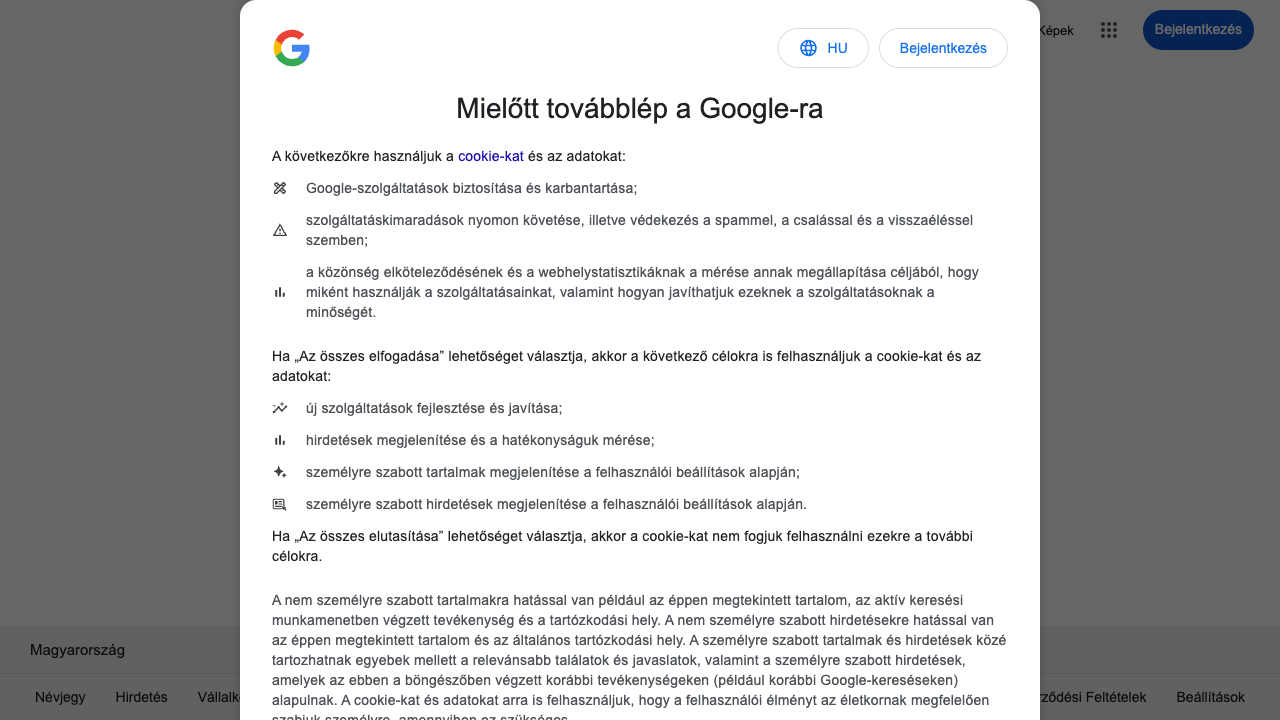 Képek
Bejelentkezés
HU
Bejelentkezés
Mielőtt továbblép a Google-ra
A következőkre használjuk a cookie-kat és az adatokat:
Google-szolgáltatások biztosítása és karbantartása;
szolgáltatáskimaradások nyomon követése, illetve védekezés a spammel, a csalással és a visszaéléssel
szemben;
a közönség elköteleződésének és a webhelystatisztikáknak a mérése annak megállapítása céljából, hogy
miként használják a szolgáltatásainkat, valamint hogyan javíthatjuk ezeknek a szolgáltatásoknak a
minőségét.
Ha „Az összes elfogadása” lehetőséget választja, akkor a következő célokra is felhasználjuk a cookie-kat és az
adatokat:
új szolgáltatások fejlesztése és javítása;
hirdetések megjelenítése és a hatékonyságuk mérése;
személyre szabott tartalmak megjelenítése a felhasználói beállítások alapján;
személyre szabott hirdetések megjelenítése a felhasználói beállítások alapján.
Ha „Az összes elutasítása” lehetőséget választja, akkor a cookie-kat nem fogjuk felhasználni ezekre a további
célokra.
A nem személyre szabott tartalmakra hatással van például az éppen megtekintett tartalom, az aktív keresési
munkamenetben végzett tevékenység és a tartózkodási hely. A nem személyre szabott hirdetésekre hatással van
az éppen megtekintett tartalom és az általános tartózkodási hely. A személyre szabott tartalmak és hirdetések közé
tartozhatnak egyebek mellett a relevánsabb találatok és javaslatok, valamint a személyre szabott hirdetések,
amelyek az ebben a böngészőben végzett korábbi tevékenységeken (például korábbi Google-kereséseken)
alapulnak. A cookie-kat és adatokat arra is felhasználjuk, hogy a felhasználói élményt az életkornak megfelelően
szabjuk személyre, amennyiben ez szükséges.
Magyarország
Névjegy
Hirdetés
Feltételek
Beállítások